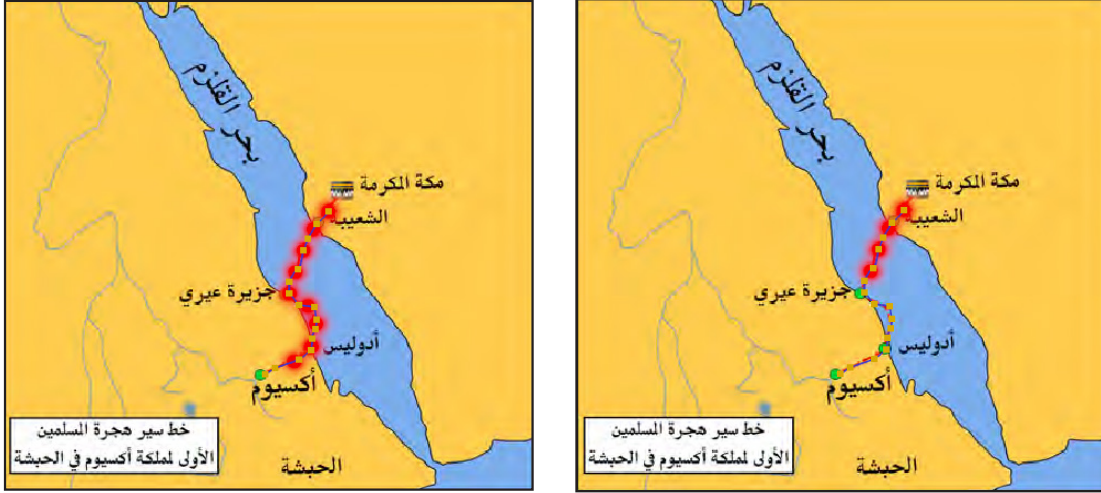 بحر القلزم
مكة المكرمة
الشعيبة
جزيرة عيري
أدوليس
أكسيوم
الحبشة
خط سير هجرة المسلمين
الأولى لمملكة أكسيوم في الحبشة
بحر القلزم
مكة المكرمة
الشعيبة
جزيرة عيري
أدوليس
أكسيوم
الحبشة
خط سير هجرة المسلمين
الأولى لمملكة أكسيوم في الحبشة